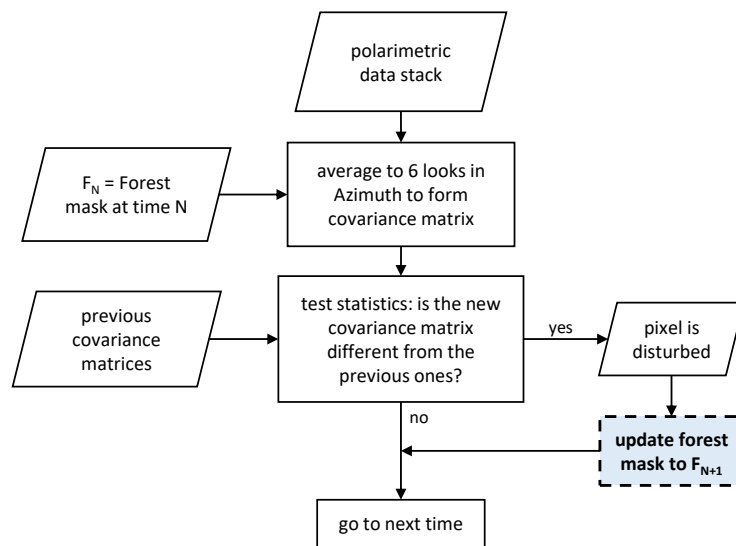 polarimetric
data stack
F_N = Forest
mask at time N
average to 6 looks in
Azimuth to form
covariance matrix
previous
covariance
matrices
test statistics: is the new
covariance matrix
different from the
previous ones?
yes
pixel is
disturbed
no
update forest
mask to F_N+1
go to next time